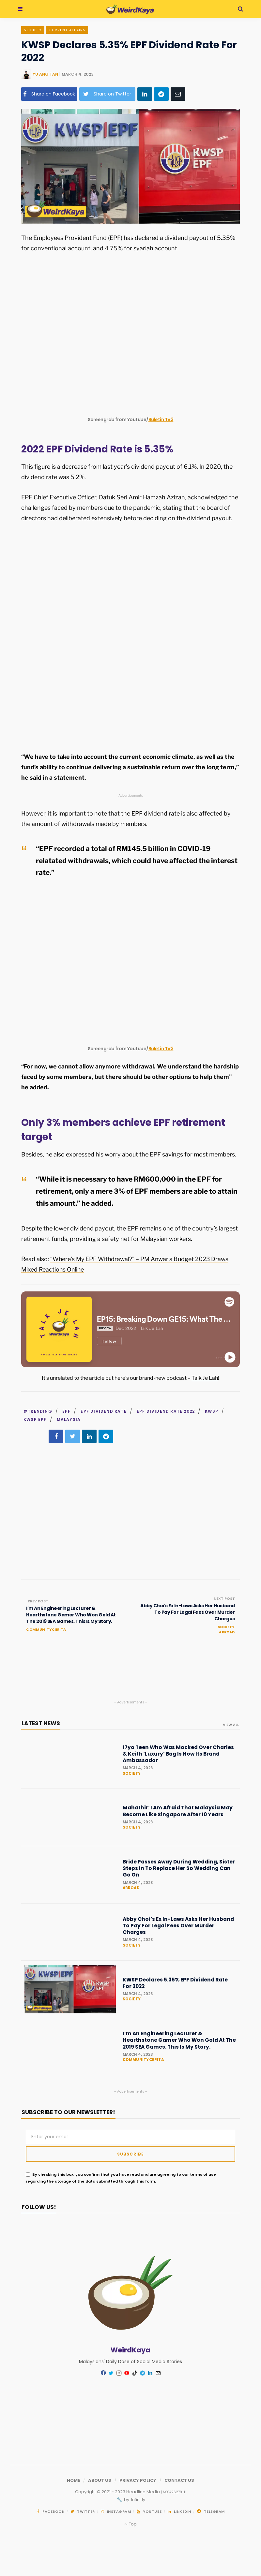 WeirdKaya
SOCIETY CURRENT AFFAIRS
KWSP Declares 5.35% EPF Dividend Rate For
2022
FU ANG TAN | MARCH 4, 2023
Share on Facebook Share on Twitter
KWSP EPF
KWSP
EPF
WeirdKaya
The Employees Provident Fund (EPF) has declared a dividend payout of 5.35%
for conventional account, and 4.75% for syariah account.
Screengrab from Youtube/Buletin TV3
2022 EPF Dividend Rate is 5.35%
This figure is a decrease from last year's dividend payout of 6.1%. In 2020, the
dividend rate was 5.2%.
EPF Chief Executive Officer, Datuk Seri Amir Hamzah Azizan, acknowledged the
challenges faced by members due to the pandemic, stating that the board of
directors had deliberated extensively before deciding on the dividend payout.
"We have to take into account the current economic climate, as well as the
fund's ability to continue delivering a sustainable return over the long term,"
he said in a statement.
- Advertisement -
However, it is important to note that the EPF dividend rate is also affected by
the amount of withdrawals made by members.
"EPF recorded a total of RM145.5 billion in COVID-19
relatated withdrawals, which could have affected the interest
rate."
Screengrab from Youtube/Buletin TV3
"For now, we cannot allow anymore withdrawal. We understand the hardship
faced by some members, but there should be other options to help them"
he added.
Only 3% members achieve EPF retirement
target
Besides, he also expressed his worry about the EPF savings for most members.
"While it is necessary to have RM600,000 in the EPF for
retirement, only a mere 3% of EPF members are able to attain
this amount," he added.
Despite the lower dividend payout, the EPF remains one of the country's largest
retirement funds, providing a safety net for Malaysian workers.
Read also: "Where's My EPF Withdrawal?" – PM Anwar's Budget 2023 Draws
Mixed Reactions Online
TALK JE LAH
WeirdKaya
EP15: Breaking Down GE15: What The ...
Dec 2022 · Talk Je Lah
Follow
It's unrelated to the article but here's our brand-new podcast – Talk Je Lah!
#TRENDING / EPF / EPF DIVIDEND RATE / EPF DIVIDEND RATE 2022 / KWSP /
KWSP EPF / MALAYSIA
PREV POST
I'm An Engineering Lecturer &
Hearthstone Gamer Who Won Gold At
The 2019 SEA Games. This Is My Story.
COMMUNITYCERITA
NEXT POST
Abby Choi's Ex In-Laws Asks Her Husband
To Pay For Legal Fees Over Murder
Charges
SOCIETY
ABROAD
- Advertisement -
LATEST NEWS
VIEW ALL
17yo Teen Who Was Mocked Over Charles
& Keith 'Luxury' Bag Is Now Its Brand
Ambassador
MARCH 4, 2023
SOCIETY
Mahathir: I Am Afraid That Malaysia May
Become Like Singapore After 10 Years
MARCH 4, 2023
SOCIETY
Bride Passes Away During Wedding, Sister
Steps In To Replace Her So Wedding Can
Go On
MARCH 4, 2023
ABROAD
Abby Choi's Ex In-Laws Asks Her Husband
To Pay For Legal Fees Over Murder
Charges
MARCH 4, 2023
SOCIETY
KWSP EPF
KWSP
EPF
WeirdKaya
KWSP Declares 5.35% EPF Dividend Rate
For 2022
MARCH 4, 2023
SOCIETY
I'm An Engineering Lecturer &
Hearthstone Gamer Who Won Gold At The
2019 SEA Games. This Is My Story.
MARCH 3, 2023
COMMUNITYCERITA
- Advertisement -
SUBSCRIBE TO OUR NEWSLETTER!
Enter your email
SUBSCRIBE
By checking this box, you confirm that you have read and are agreeing to our terms of use
regarding the storage of the data submitted through this form.
FOLLOW US!
WeirdKaya
Malaysians' Daily Dose of Social Media Stories
HOME / ABOUT US / PRIVACY POLICY / CONTACT US
by Infinity
FACEBOOK TWITTER INSTAGRAM YOUTUBE LINKEDIN TELEGRAM
Top